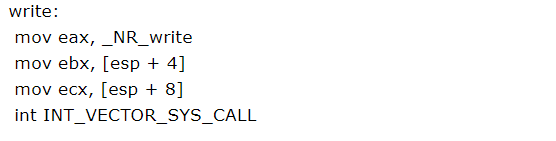 write:
mov eax, _NR_write
mov ebx, [esp + 4]
mov ecx, [esp + 8]
int INT_VECTOR_SYS_CALL